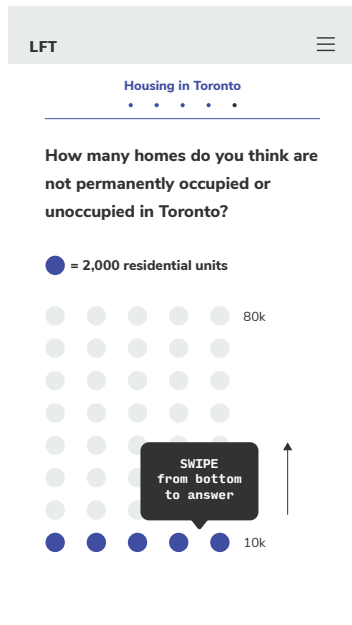 LFT
Housing in Toronto
How many homes do you think are
not permanently occupied or
unoccupied in Toronto?
= 2,000 residential units
80k
SWIPE
from bottom
to answer
10k